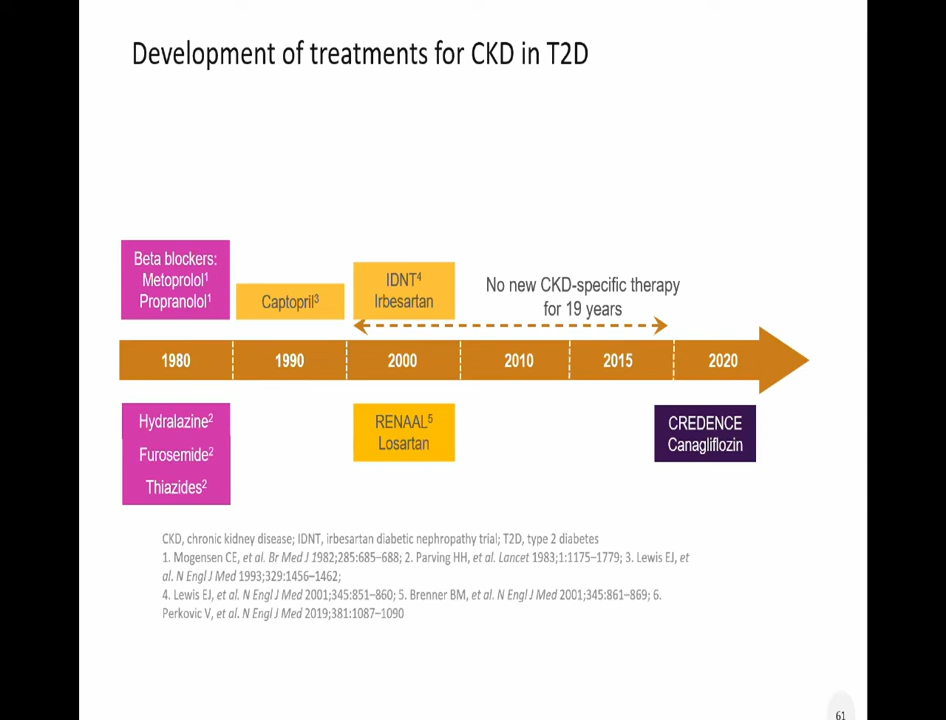 Development of treatments for CKD in T2D
Beta blockers:
Metoprolol¹
Propranolol¹
Captopril³
IDNT⁴
Irbesartan
No new CKD-specific therapy
for 19 years
1980 1990 2000 2010 2015 2020
Hydralazine²
Furosemide²
Thiazides²
RENAAL⁵
Losartan
CREDENCE
Canagliflozin
CKD, chronic kidney disease; IDNT, irbesartan diabetic nephropathy trial; T2D, type 2 diabetes
1. Mogensen CE, et al. Br Med J 1982;285:685–688; 2. Parving HH, et al. Lancet 1983;1:1175–1779; 3. Lewis EJ, et
al. N Engl J Med 1993;329:1456–1462;
4. Lewis EJ, et al. N Engl J Med 2001;345:851–860; 5. Brenner BM, et al. N Engl J Med 2001;345:861–869; 6.
Perkovic V, et al. N Engl J Med 2019;381:1087–1090
61